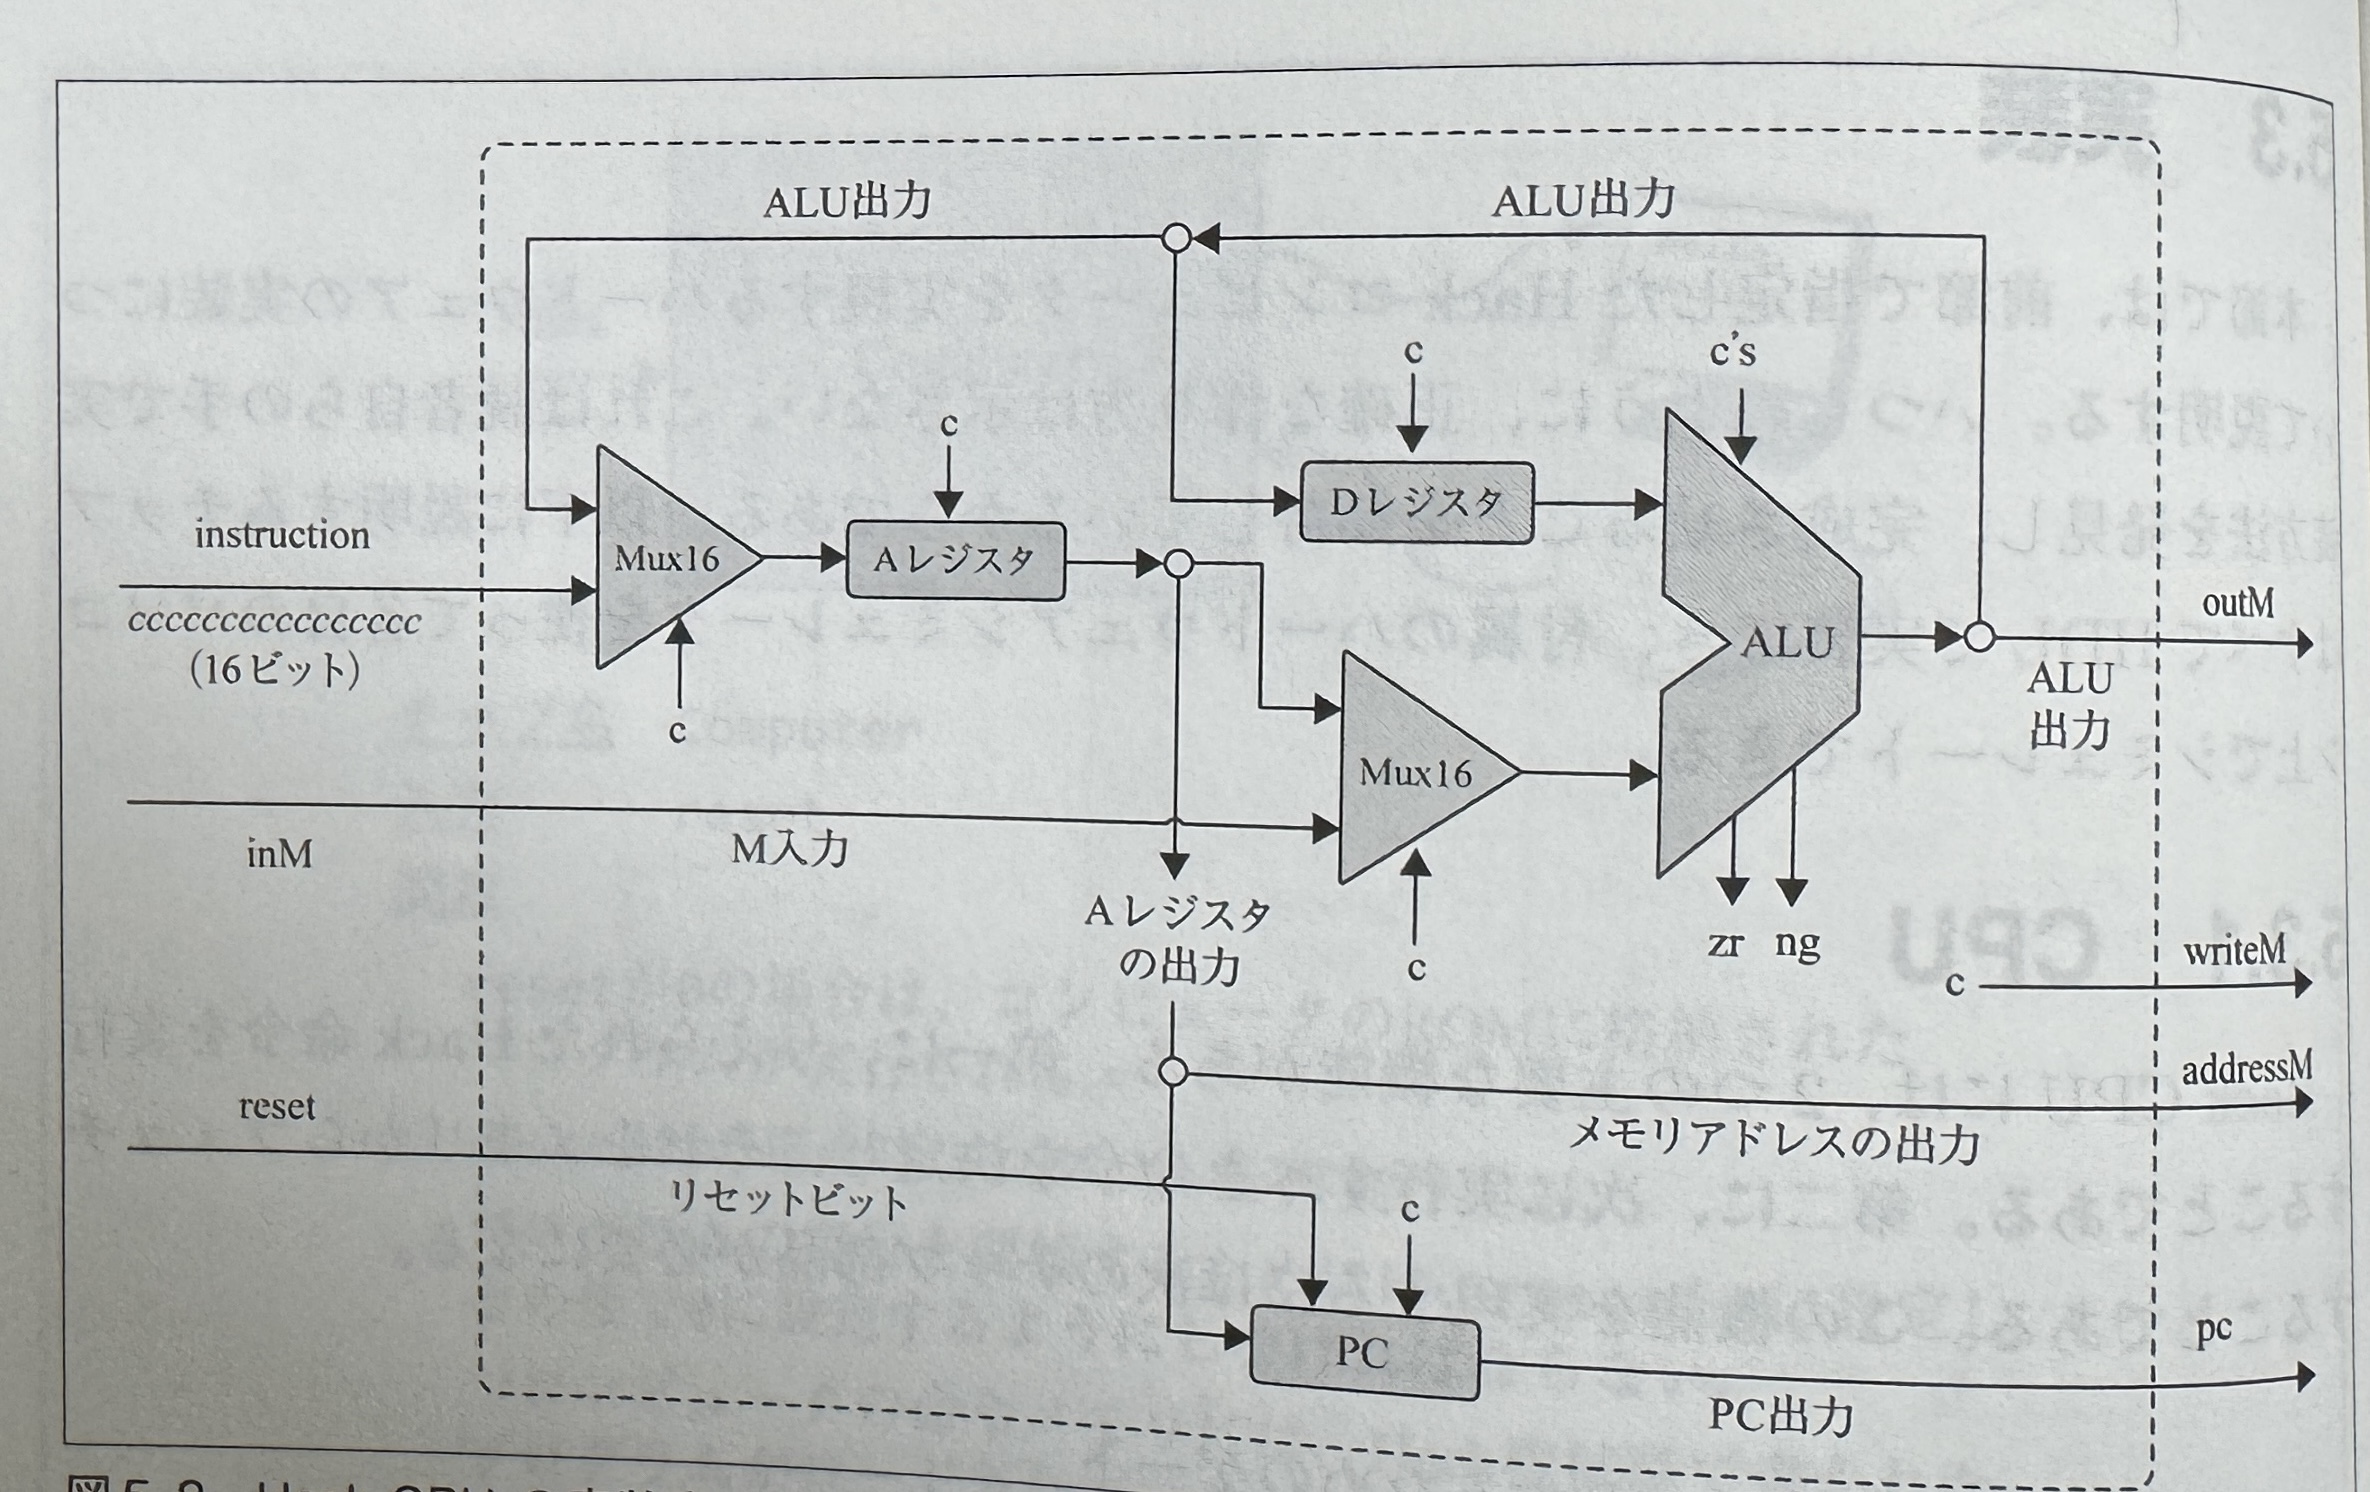 ALU出力
ALU出力
c
c's
c
Dレジスタ
instruction
Mux16
Aレジスタ
outM
cccccccccccccccc
(16ビット)
ALU
ALU
出力
c
Mux16
inM
M入力
Aレジスタ
の出力
c
zr ng
writeM
c
addressM
reset
メモリアドレスの出力
リセットビット
c
pc
PC
PC出力